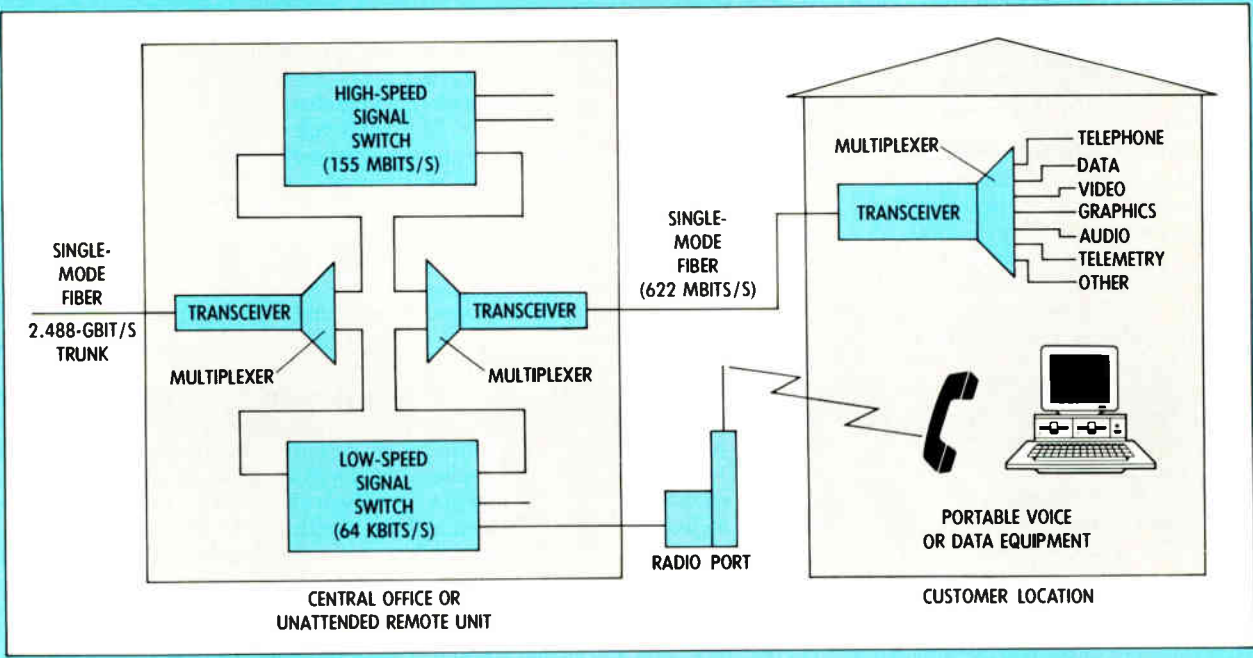 HIGH-SPEED
SIGNAL
SWITCH
(155 MBITS/S)
SINGLE-
MODE
FIBER
2.488-GBIT/S
TRUNK
TRANSCEIVER
MULTIPLEXER
TRANSCEIVER
MULTIPLEXER
LOW-SPEED
SIGNAL
SWITCH
(64 KBITS/S)
CENTRAL OFFICE OR
UNATTENDED REMOTE UNIT
SINGLE-
MODE
FIBER
(622 MBITS/S)
RADIO PORT
MULTIPLEXER
TRANSCEIVER
TELEPHONE
DATA
VIDEO
GRAPHICS
AUDIO
TELEMETRY
OTHER
PORTABLE VOICE
OR DATA EQUIPMENT
CUSTOMER LOCATION